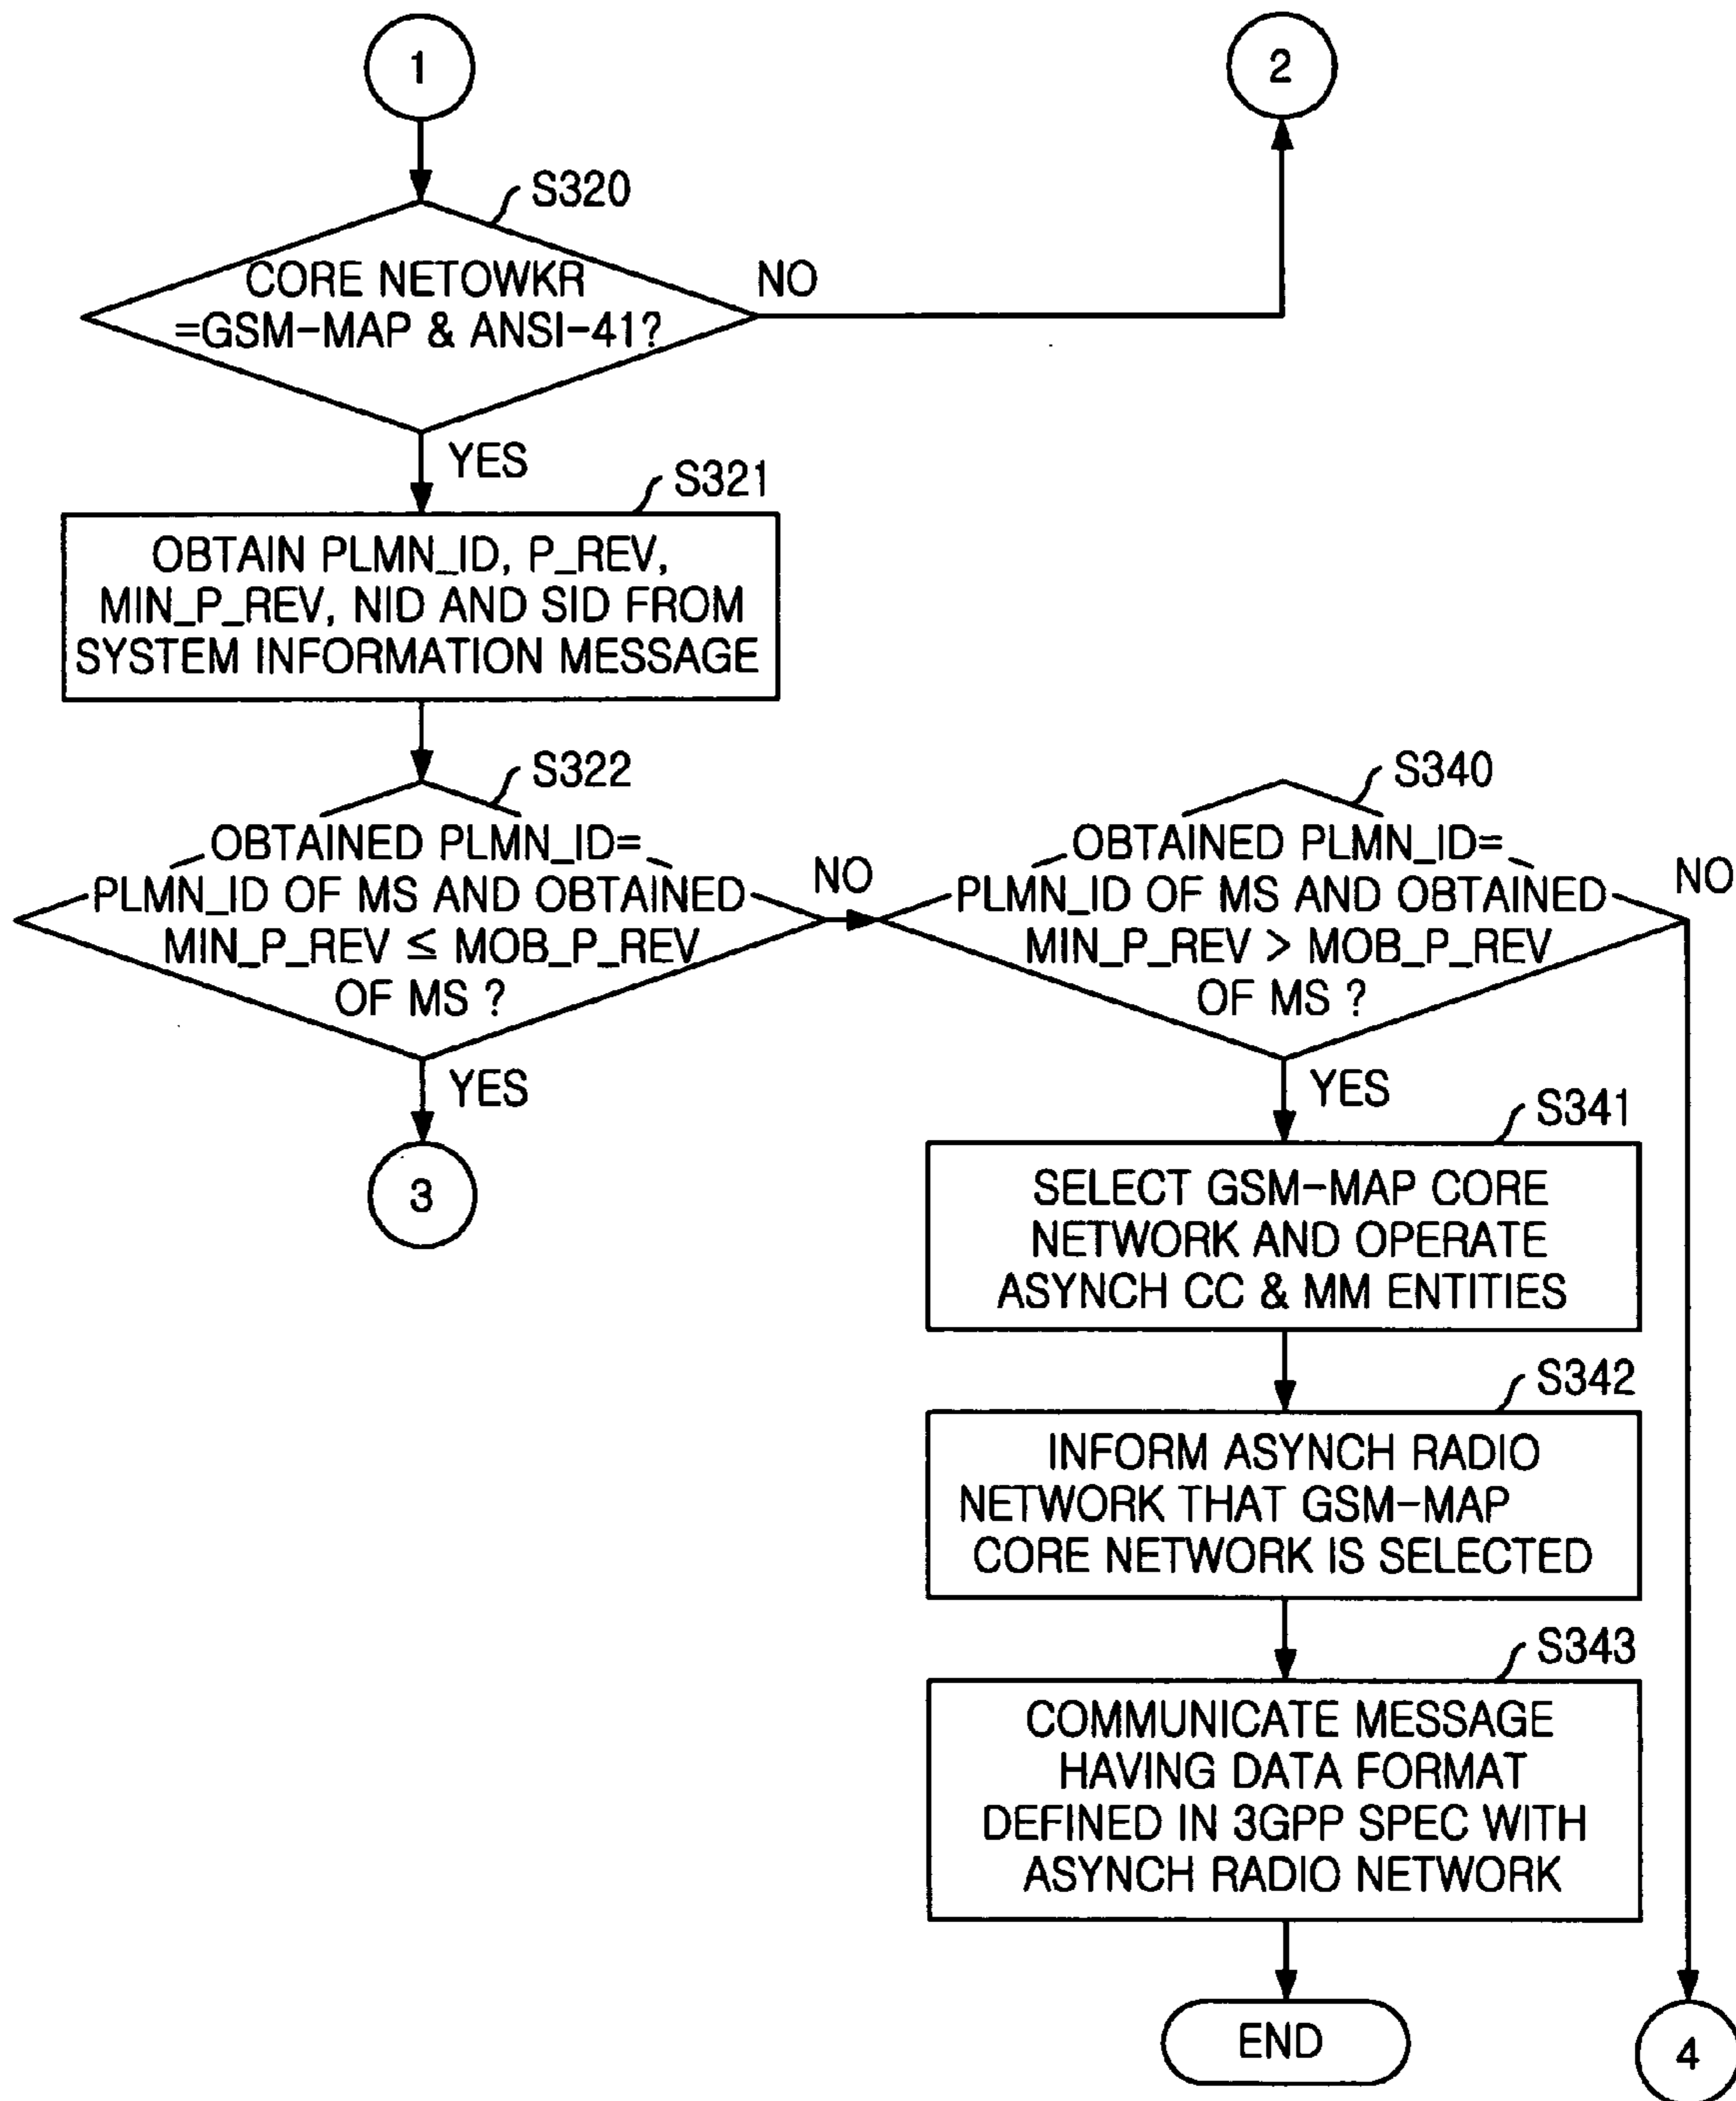 1
2
S320
CORE NETOWKR
=GSM-MAP & ANSI-41?
NO
YES
S321
OBTAIN PLMN_ID, P_REV,
MIN_P_REV, NID AND SID FROM
SYSTEM INFORMATION MESSAGE
S322
OBTAINED PLMN_ID=
PLMN_ID OF MS AND OBTAINED
MIN_P_REV ≤ MOB_P_REV
OF MS ?
NO
YES
3
S340
OBTAINED PLMN_ID=
PLMN_ID OF MS AND OBTAINED
MIN_P_REV > MOB_P_REV
OF MS ?
NO
YES
S341
SELECT GSM-MAP CORE
NETWORK AND OPERATE
ASYNCH CC & MM ENTITIES
S342
INFORM ASYNCH RADIO
NETWORK THAT GSM-MAP
CORE NETWORK IS SELECTED
S343
COMMUNICATE MESSAGE
HAVING DATA FORMAT
DEFINED IN 3GPP SPEC WITH
ASYNCH RADIO NETWORK
END
4